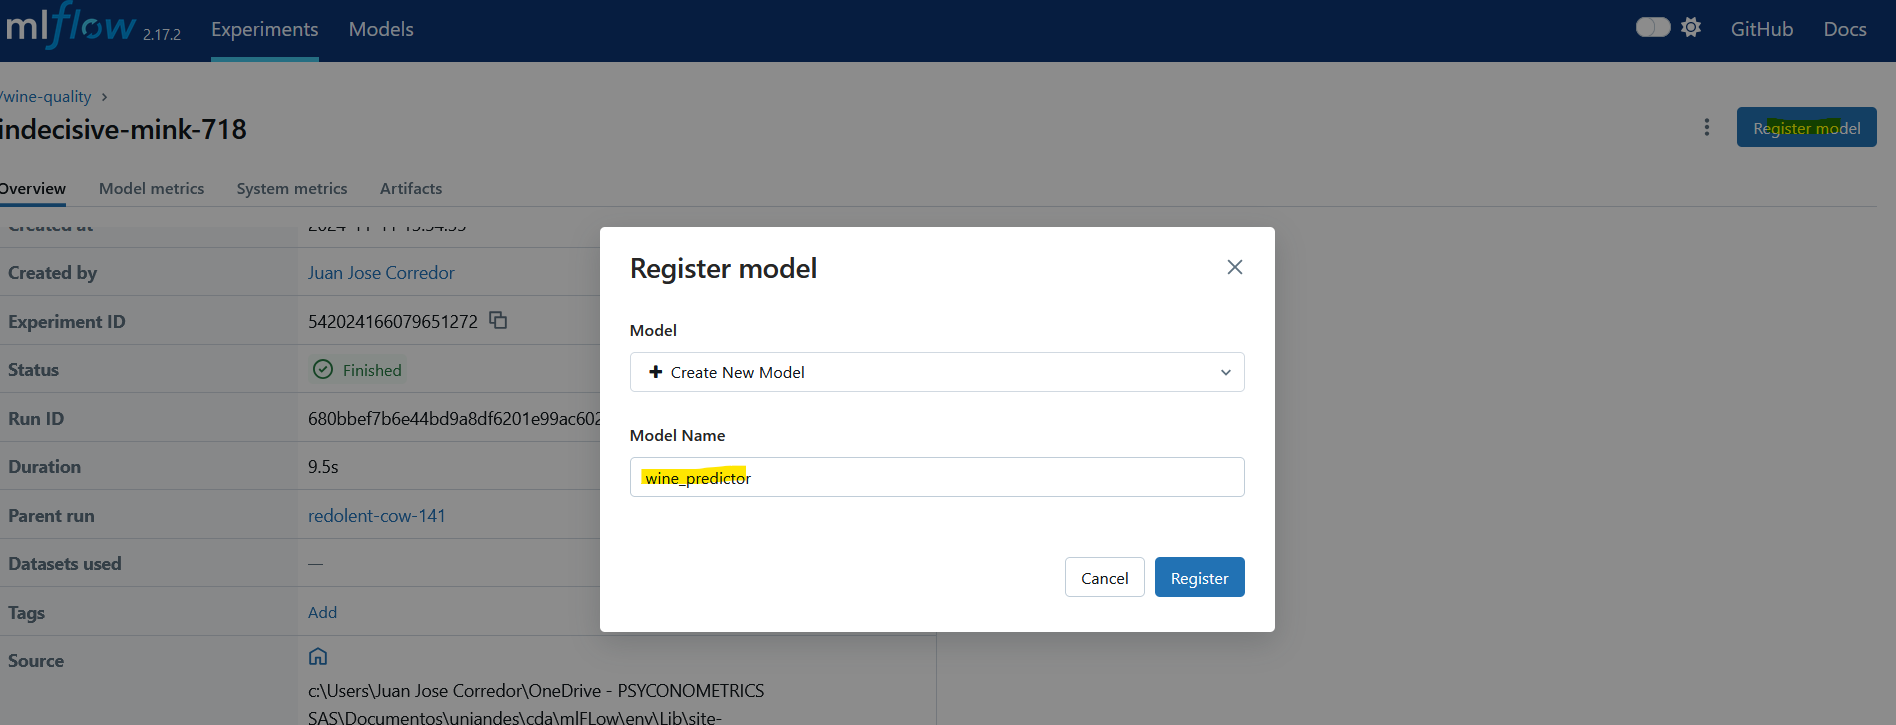 mlflow 2.17.2 Experiments Models GitHub Docs
/wine-quality
indecisive-mink-718
Register model
Overview Model metrics System metrics Artifacts
Created at
Created by Juan Jose Corredor
Experiment ID 542024166079651272
Status Finished
Run ID 680bbef7b6e44bd9a8df6201e99ac602
Duration 9.5s
Parent run redolent-cow-141
Datasets used —
Tags Add
Source
c:\Users\Juan Jose Corredor\OneDrive - PSYCONOMETRICS
SAS\Documentos\uniandes\cda\mlFLow\env\Lib\site-
Register model
Model
Create New Model
Model Name
wine_predictor
Cancel Register